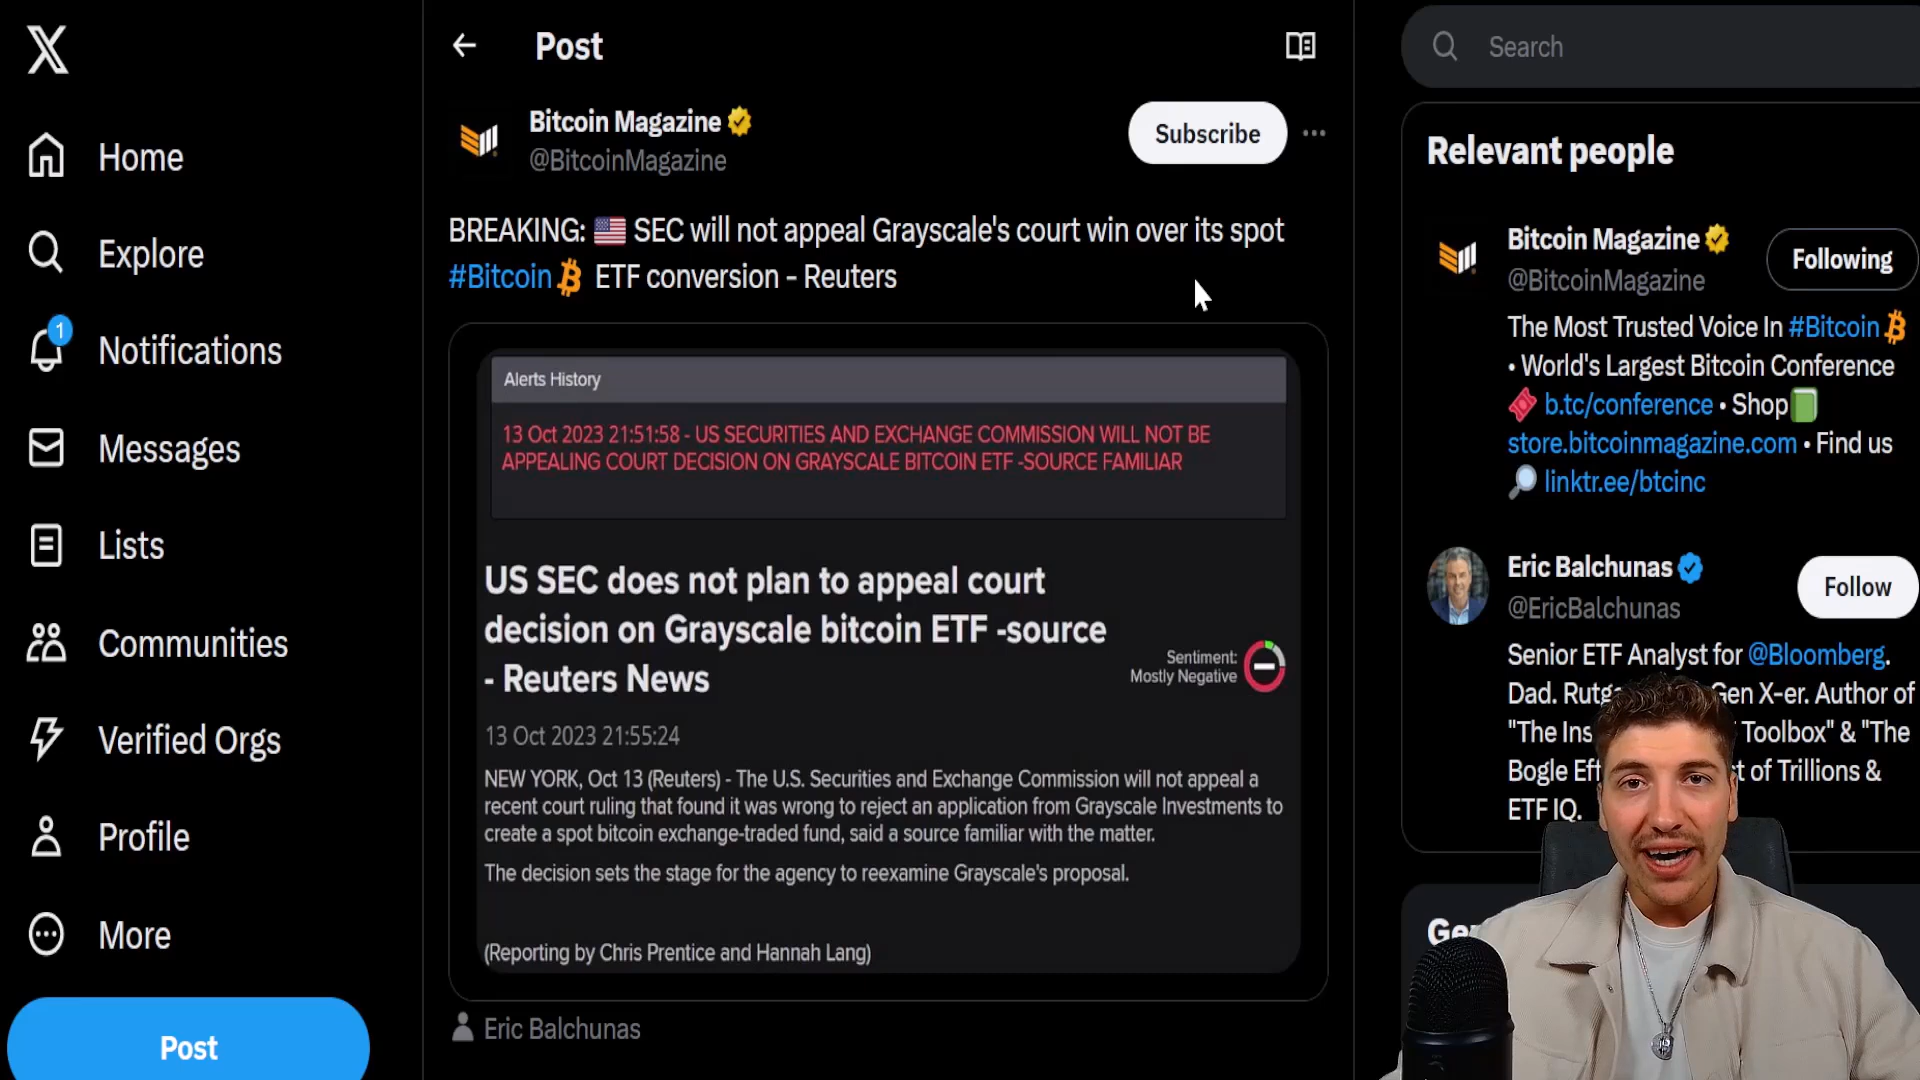 Home
Explore
1
Notifications
Messages
Lists
Communities
Verified Orgs
Profile
More
Post
Post
Bitcoin Magazine
@BitcoinMagazine
Subscribe
BREAKING: 🇺🇸 SEC will not appeal Grayscale's court win over its spot
#Bitcoin ETF conversion - Reuters
Alerts History
13 Oct 2023 21:51:58 - US SECURITIES AND EXCHANGE COMMISSION WILL NOT BE
APPEALING COURT DECISION ON GRAYSCALE BITCOIN ETF -SOURCE FAMILIAR
US SEC does not plan to appeal court
decision on Grayscale bitcoin ETF -source
- Reuters News
Sentiment:
Mostly Negative
13 Oct 2023 21:55:24
NEW YORK, Oct 13 (Reuters) - The U.S. Securities and Exchange Commission will not appeal a
recent court ruling that found it was wrong to reject an application from Grayscale Investments to
create a spot bitcoin exchange-traded fund, said a source familiar with the matter.
The decision sets the stage for the agency to reexamine Grayscale's proposal.
(Reporting by Chris Prentice and Hannah Lang)
Eric Balchunas
Search
Relevant people
Bitcoin Magazine
@BitcoinMagazine
Following
The Most Trusted Voice In #Bitcoin
• World's Largest Bitcoin Conference
🎟️ b.tc/conference • Shop📗
store.bitcoinmagazine.com • Find us
🔎 linktr.ee/btcinc
Eric Balchunas
@EricBalchunas
Follow
Senior ETF Analyst for @Bloomberg.
Dad. Gen X-er. Author of
"The Toolbox" & "The
Bogle of Trillions &
ETF IQ.